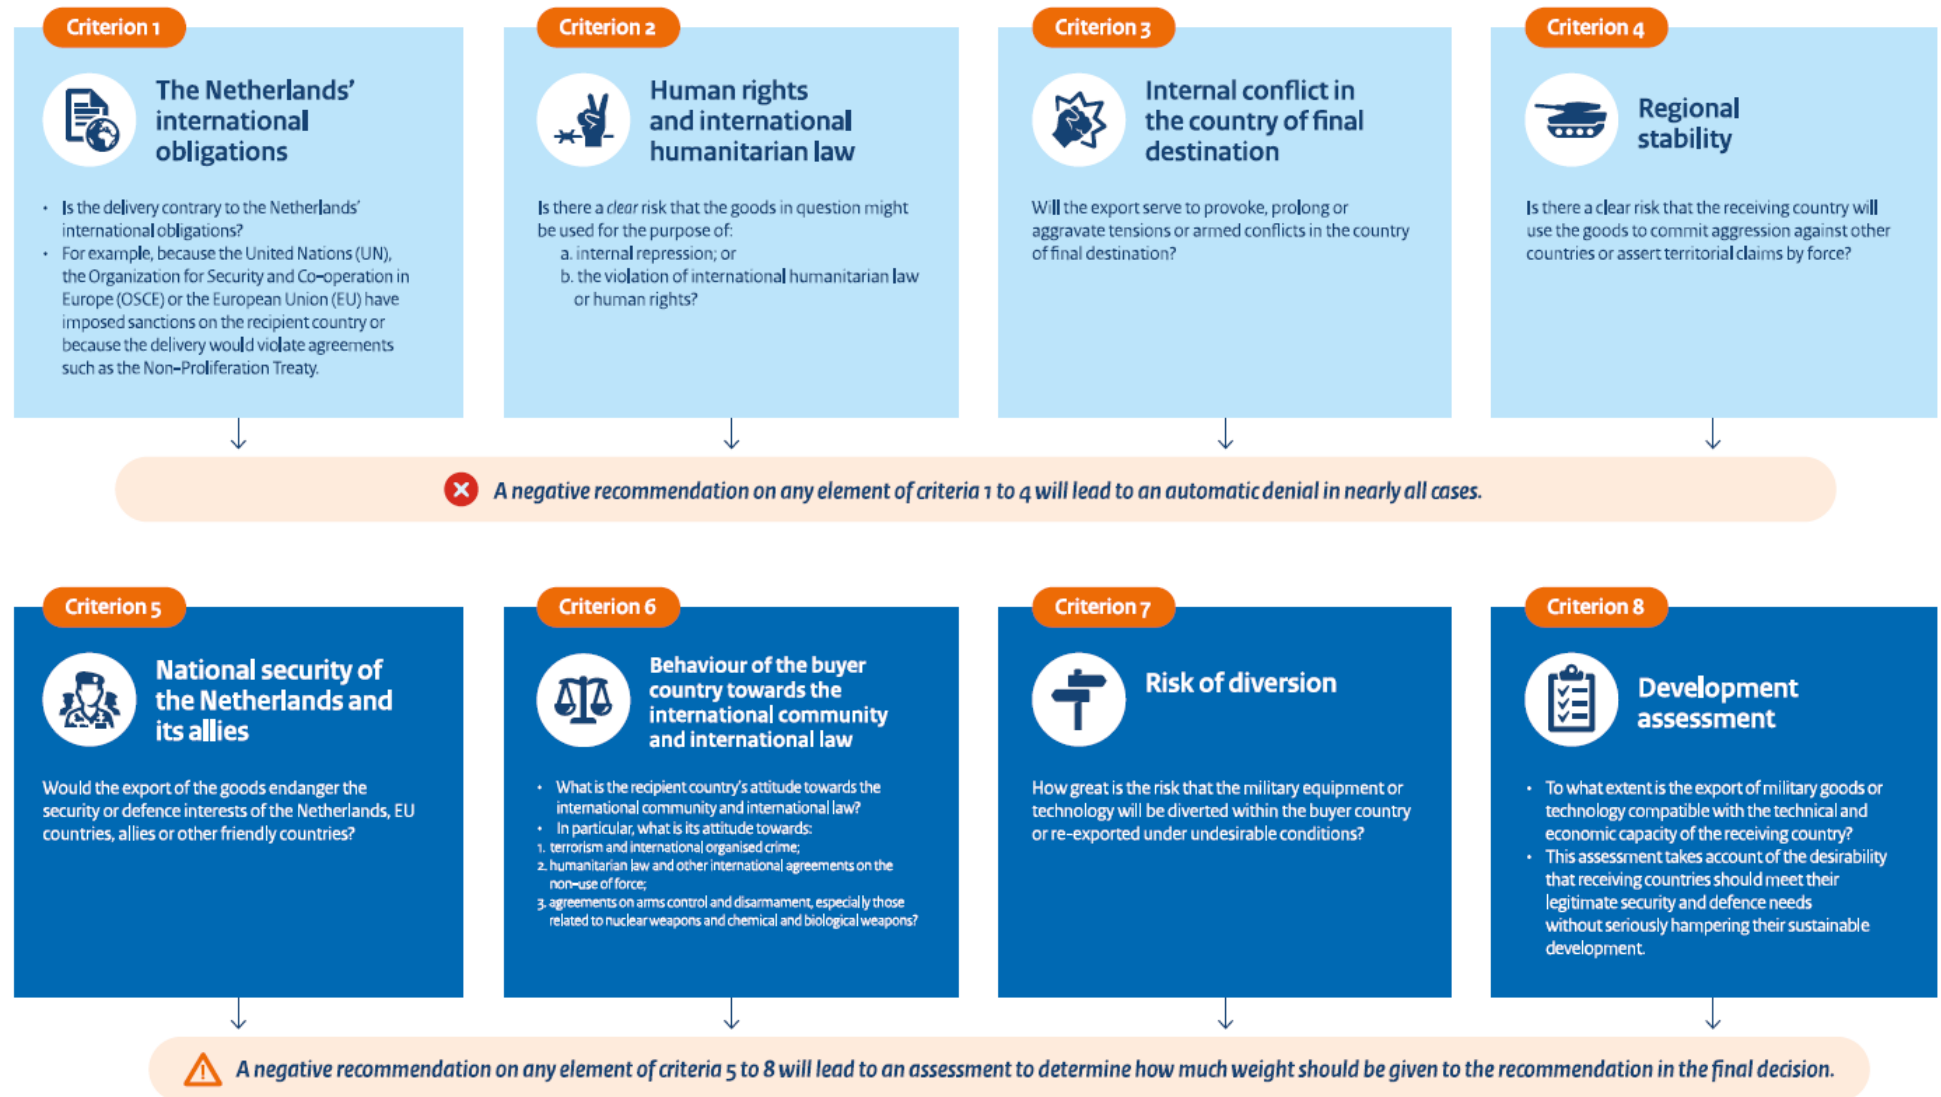 Criterion 1
The Netherlands'
international
obligations
• Is the delivery contrary to the Netherlands'
international obligations?
• For example, because the United Nations (UN),
the Organization for Security and Co-operation in
Europe (OSCE) or the European Union (EU) have
imposed sanctions on the recipient country or
because the delivery would violate agreements
such as the Non-Proliferation Treaty.
Criterion 2
Human rights
and international
humanitarian law
Is there a clear risk that the goods in question might
be used for the purpose of:
a. internal repression; or
b. the violation of international humanitarian law
or human rights?
Criterion 3
Internal conflict in
the country of final
destination
Will the export serve to provoke, prolong or
aggravate tensions or armed conflicts in the country
of final destination?
Criterion 4
Regional
stability
Is there a clear risk that the receiving country will
use the goods to commit aggression against other
countries or assert territorial claims by force?
A negative recommendation on any element of criteria 1 to 4 will lead to an automatic denial in nearly all cases.
Criterion 5
National security of
the Netherlands and
its allies
Would the export of the goods endanger the
security or defence interests of the Netherlands, EU
countries, allies or other friendly countries?
Criterion 6
Behaviour of the buyer
country towards the
international community
and international law
• What is the recipient country's attitude towards the
international community and international law?
• In particular, what is its attitude towards:
1. terrorism and international organised crime;
2. humanitarian law and other international agreements on the
non-use of force;
3. agreements on arms control and disarmament, especially those
related to nuclear weapons and chemical and biological weapons?
Criterion 7
Risk of diversion
How great is the risk that the military equipment or
technology will be diverted within the buyer country
or re-exported under undesirable conditions?
Criterion 8
Development
assessment
• To what extent is the export of military goods or
technology compatible with the technical and
economic capacity of the receiving country?
• This assessment takes account of the desirability
that receiving countries should meet their
legitimate security and defence needs
without seriously hampering their sustainable
development.
A negative recommendation on any element of criteria 5 to 8 will lead to an assessment to determine how much weight should be given to the recommendation in the final decision.